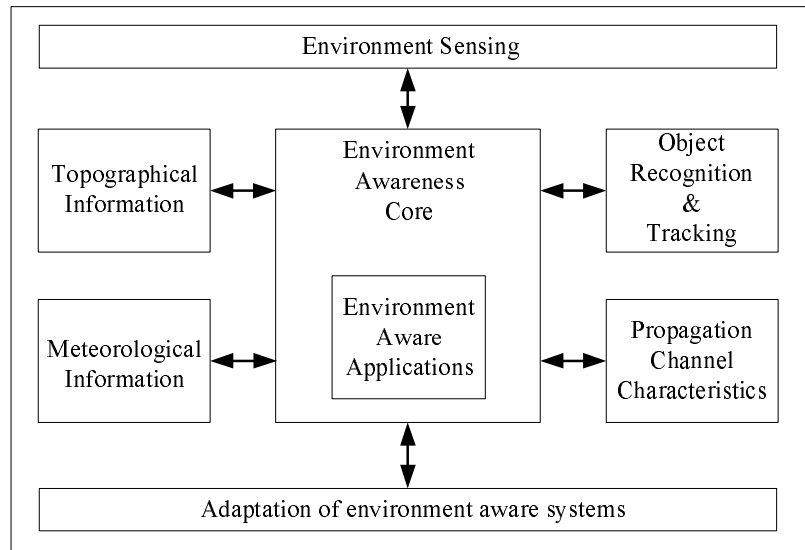 Environment Sensing
Topographical
Information
Environment
Awareness
Core
Object
Recognition
&
Tracking
Meteorological
Information
Environment
Aware
Applications
Propagation
Channel
Characteristics
Adaptation of environment aware systems